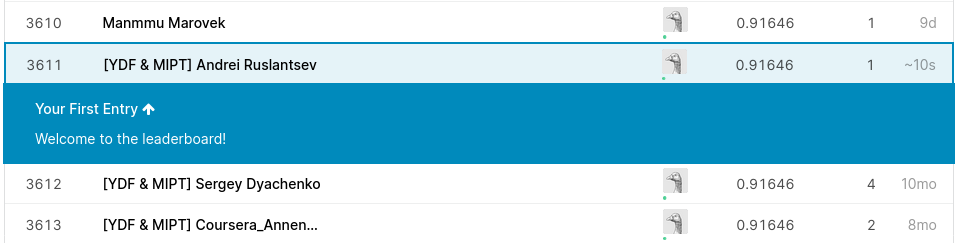 3610 Manmmu Marovek 0.91646 1 9d
3611 [YDF & MIPT] Andrei Ruslantsev 0.91646 1 ~10s
Your First Entry ↑
Welcome to the leaderboard!
3612 [YDF & MIPT] Sergey Dyachenko 0.91646 4 10mo
3613 [YDF & MIPT] Coursera_Annen... 0.91646 2 8mo